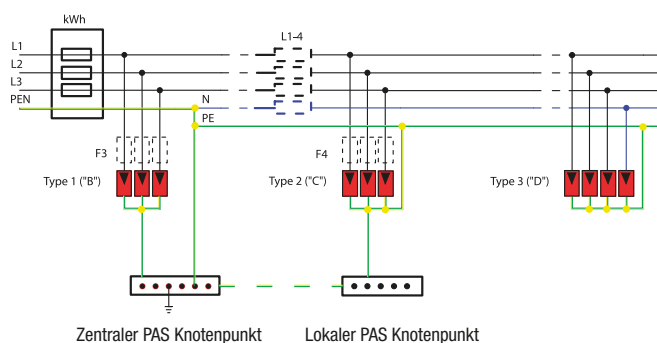 kWh
L1-4
L1
L2
L3
PEN
N
PE
F3
F4
Type 1 ("B")
Type 2 ("C")
Type 3 ("D")
Zentraler PAS Knotenpunkt
Lokaler PAS Knotenpunkt